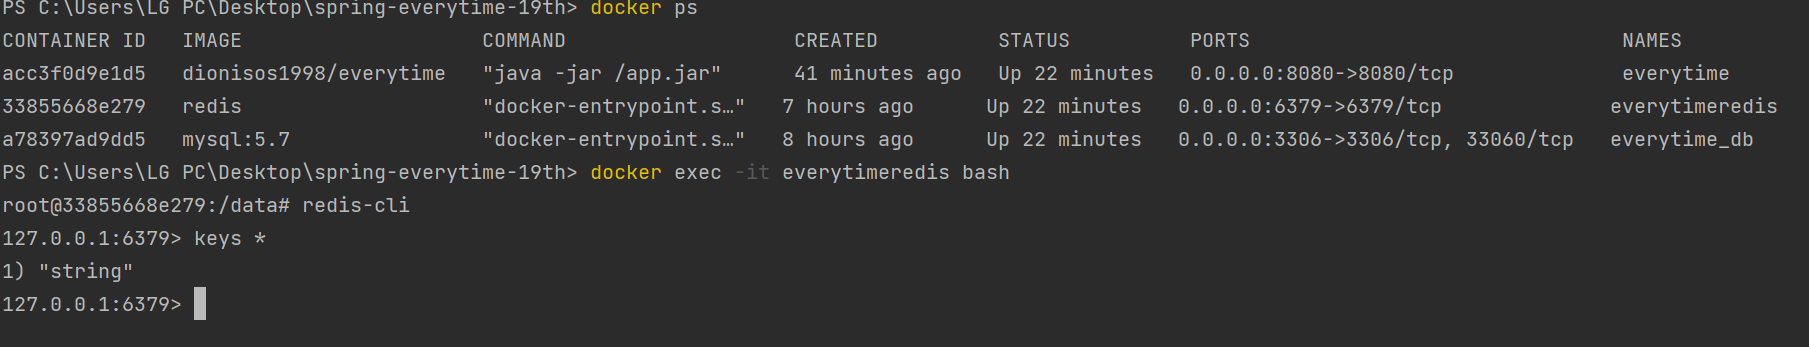 PS C:\Users\LG PC\Desktop\spring-everytime-19th> docker ps
CONTAINER ID   IMAGE                    COMMAND                   CREATED          STATUS          PORTS                               NAMES
acc3f0d9e1d5   dionisos1998/everytime   "java -jar /app.jar"      41 minutes ago   Up 22 minutes   0.0.0.0:8080->8080/tcp              everytime
33855668e279   redis                    "docker-entrypoint.s…"   7 hours ago      Up 22 minutes   0.0.0.0:6379->6379/tcp              everytimeredis
a78397ad9dd5   mysql:5.7                "docker-entrypoint.s…"   8 hours ago      Up 22 minutes   0.0.0.0:3306->3306/tcp, 33060/tcp   everytime_db
PS C:\Users\LG PC\Desktop\spring-everytime-19th> docker exec -it everytimeredis bash
root@33855668e279:/data# redis-cli
127.0.0.1:6379> keys *
1) "string"
127.0.0.1:6379>